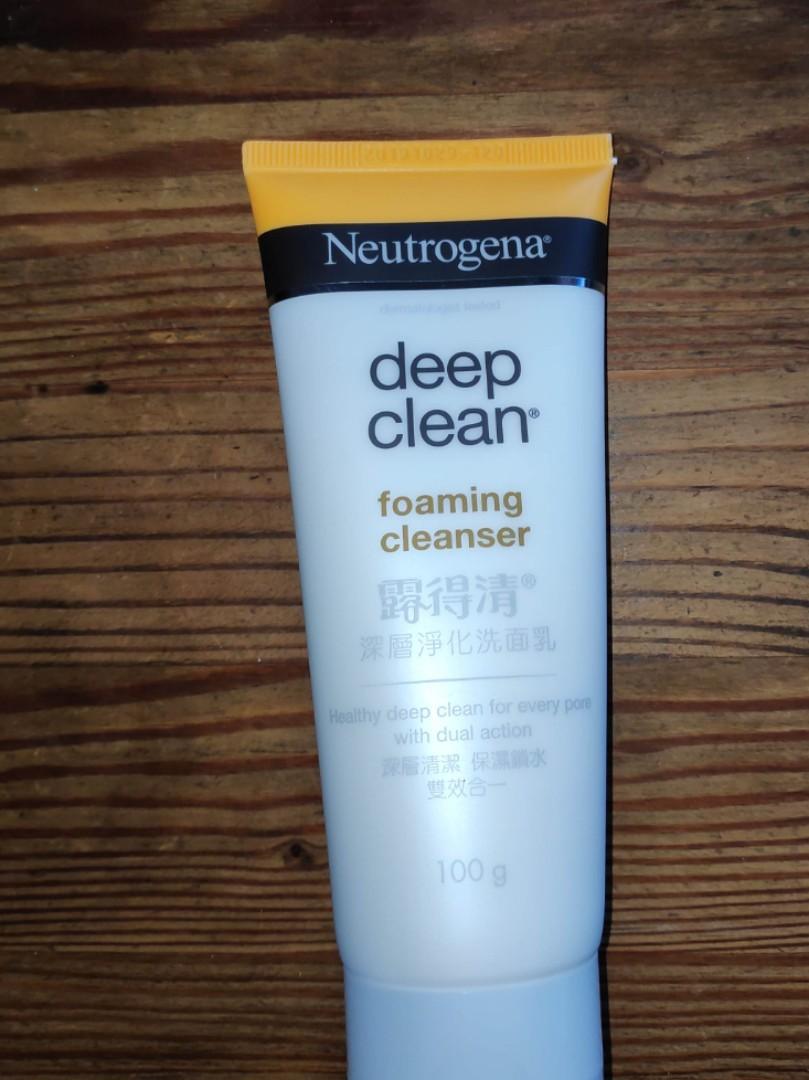 20191029 120
Neutrogena®
dermatologist tested
deep
clean®
foaming
cleanser
露得清®
深層淨化洗面乳
Healthy deep clean for every pore
with dual action
深層清潔 保濕鎖水
雙效合一
100 g